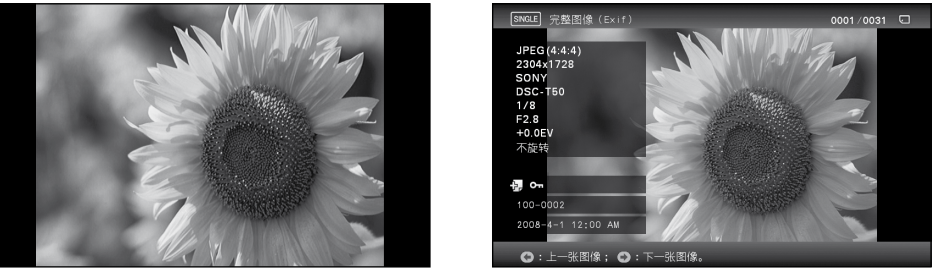 SINGLE 完整图像（Exif） 0001/0031
JPEG(4:4:4)
2304x1728
SONY
DSC-T50
1/8
F2.8
+0.0EV
不旋转
100-0002
2008-4-1 12:00 AM
：上一张图像； ：下一张图像。